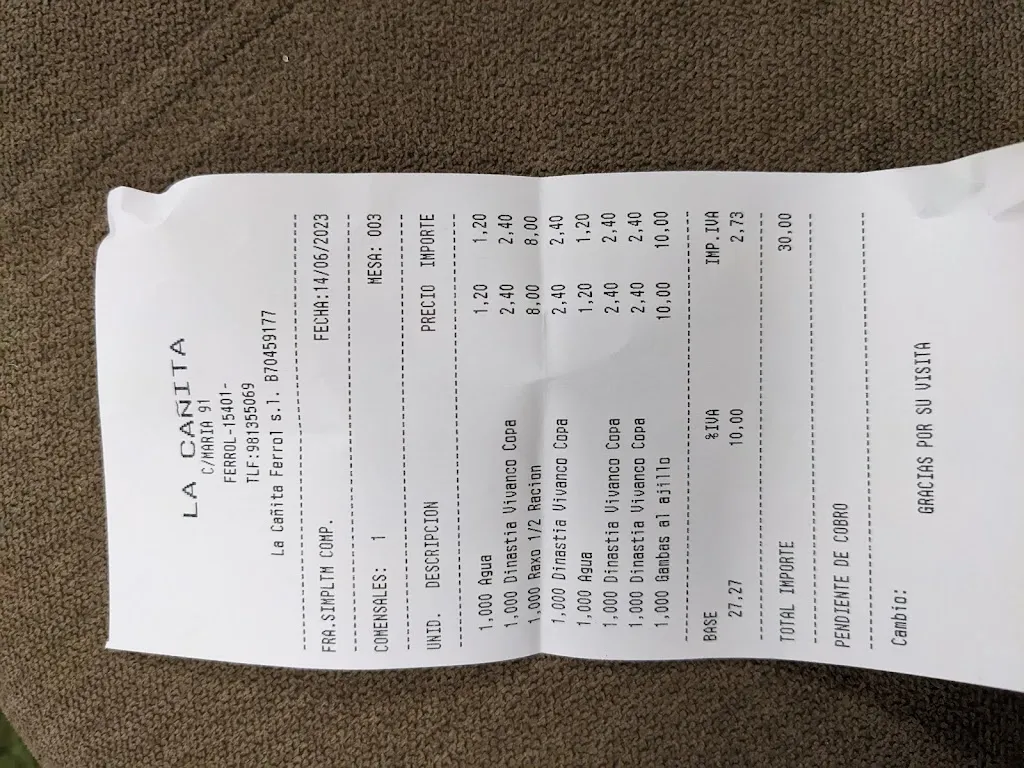 LA CAÑITA
C/MARIA 91
FERROL-15401-
TLF:981355069
La Cañita Ferrol s.l. B70459177
FRA.SIMPLTM COMP. FECHA:14/06/2023
COMENSALES: 1 MESA: 003
UNID. DESCRIPCION PRECIO IMPORTE
1,000 Agua 1,20 1,20
1,000 Dinastia Vivanco Copa 2,40 2,40
1,000 Raxo 1/2 Racion 8,00 8,00
1,000 Dinastia Vivanco Copa 2,40 2,40
1,000 Agua 1,20 1,20
1,000 Dinastia Vivanco Copa 2,40 2,40
1,000 Dinastia Vivanco Copa 2,40 2,40
1,000 Gambas al ajillo 10,00 10,00
BASE %IVA IMP.IVA
27,27 10,00 2,73
TOTAL IMPORTE 30,00
PENDIENTE DE COBRO
Cambio:
GRACIAS POR SU VISITA